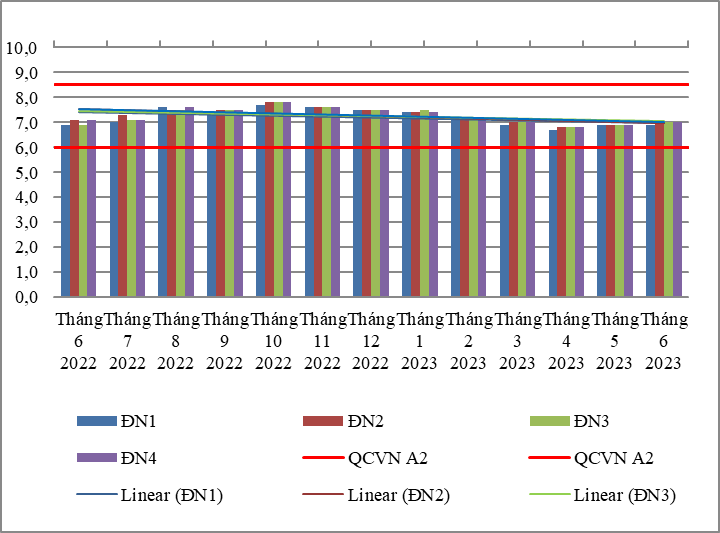 10,0
9,0
8,0
7,0
6,0
5,0
4,0
3,0
2,0
1,0
0,0
Tháng Tháng Tháng Tháng Tháng Tháng Tháng Tháng Tháng Tháng Tháng Tháng Tháng
6 7 8 9 10 11 12 1 2 3 4 5 6
2022 2022 2022 2022 2022 2022 2022 2023 2023 2023 2023 2023 2023
ĐN1 ĐN2 ĐN3
ĐN4 QCVN A2 QCVN A2
Linear (ĐN1) Linear (ĐN2) Linear (ĐN3)